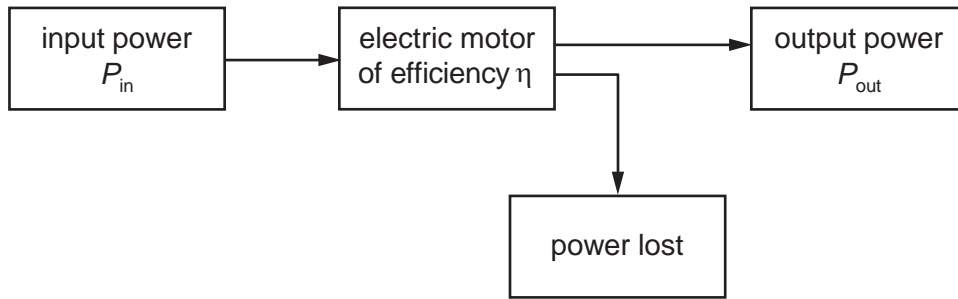 input power
P_in
electric motor
of efficiency η
output power
P_out
power lost